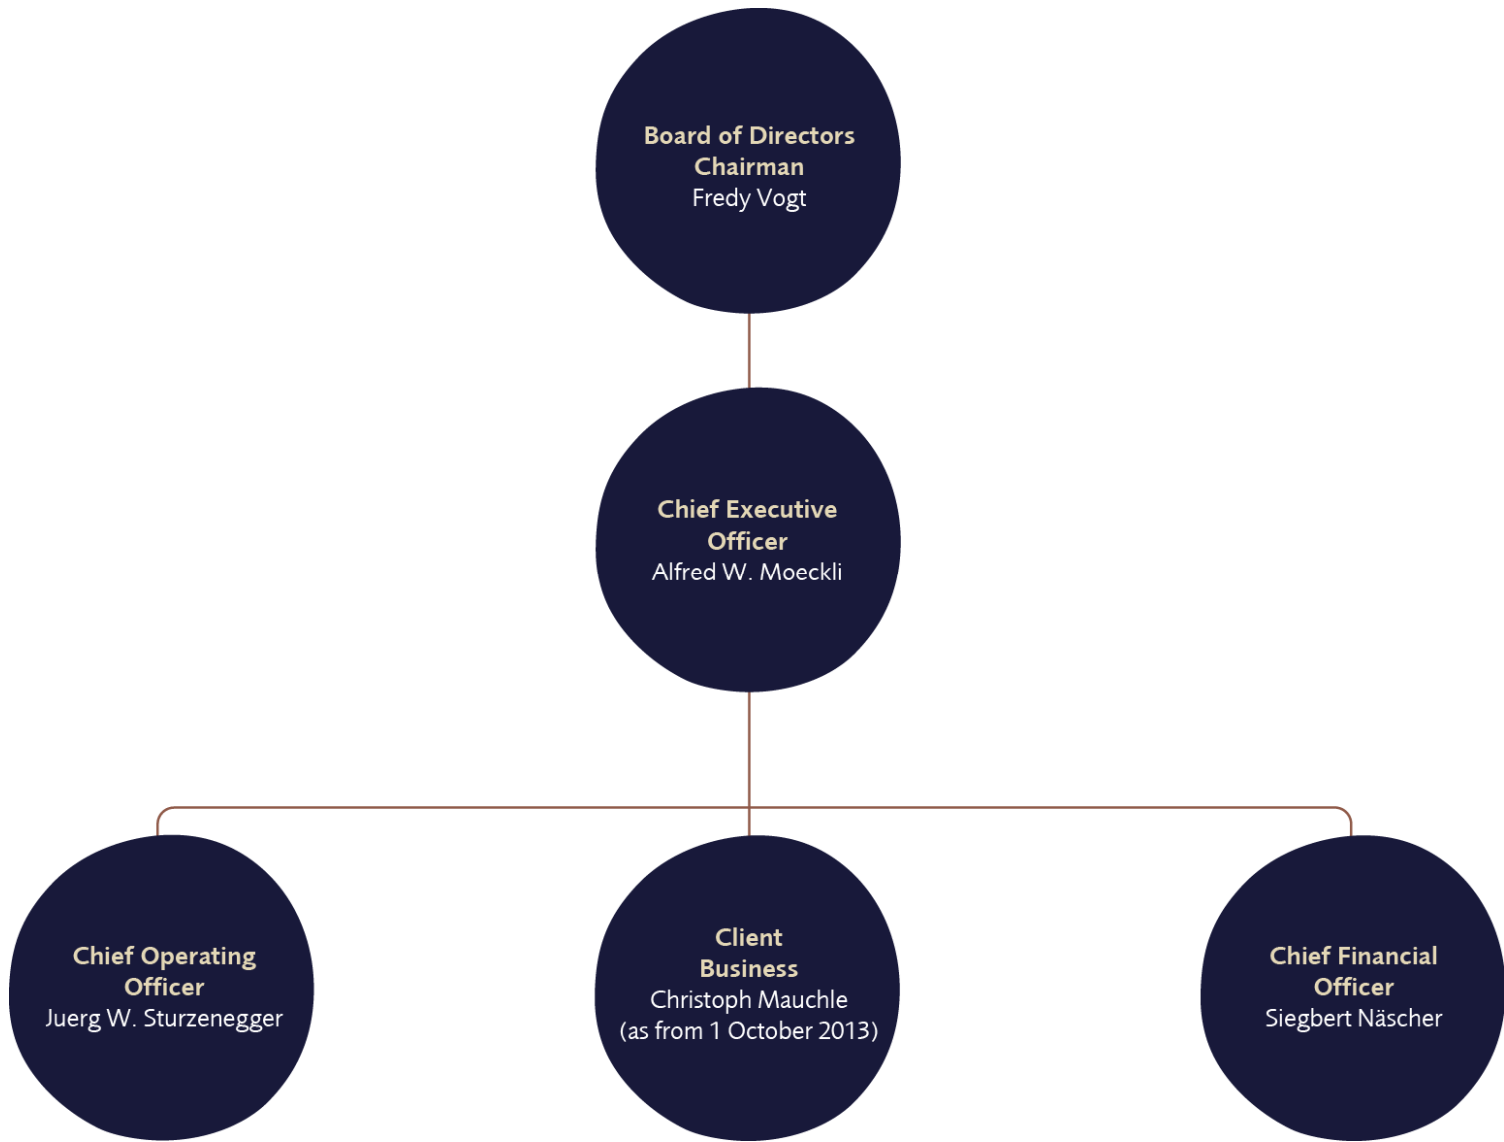 Board of Directors
Chairman
Fredy Vogt
Chief Executive
Officer
Alfred W. Moeckli
Chief Operating
Officer
Juerg W. Sturzenegger
Client
Business
Christoph Mauchle
(as from 1 October 2013)
Chief Financial
Officer
Siegbert Näscher